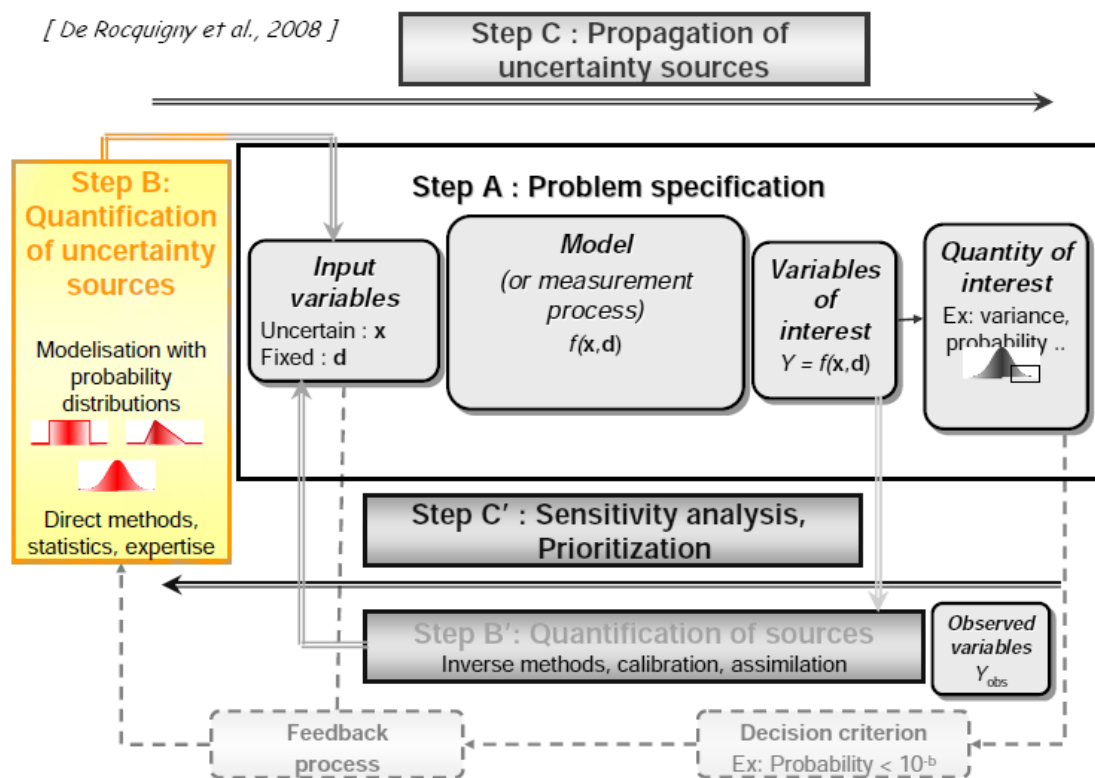 [ De Rocquigny et al., 2008 ]
Step C : Propagation of
uncertainty sources
Step B:
Quantification
of uncertainty
sources
Modelisation with
probability
distributions
Direct methods,
statistics, expertise
Step A : Problem specification
Input
variables
Uncertain : x
Fixed : d
Model
(or measurement
process)
f(x,d)
Variables
of
interest
Y = f(x,d)
Quantity of
interest
Ex: variance,
probability ..
Step C' : Sensitivity analysis,
Prioritization
Step B': Quantification of sources
Inverse methods, calibration, assimilation
Observed
variables
Yobs
Feedback
process
Decision criterion
Ex: Probability < 10-b